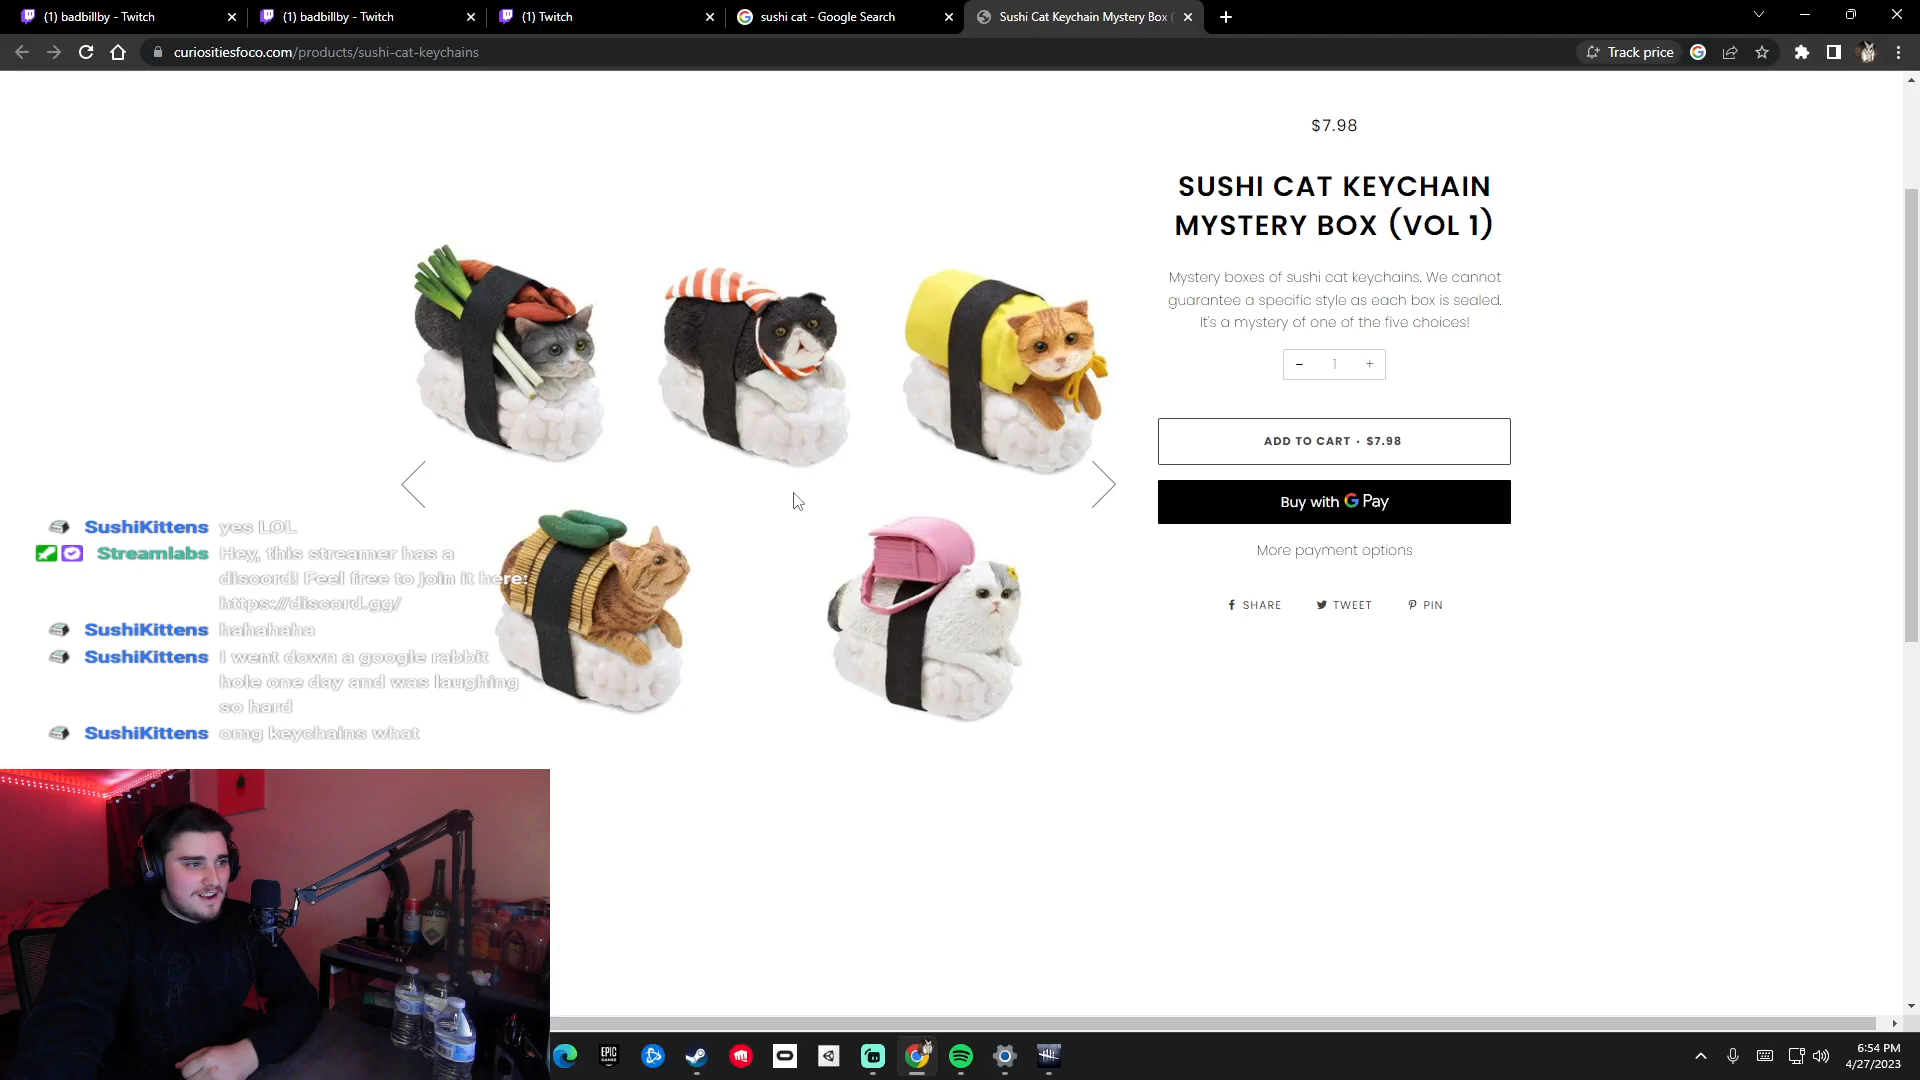 (1) badbillby - Twitch
(1) badbillby - Twitch
(1) Twitch
sushi cat - Google Search
Sushi Cat Keychain Mystery Box (
curiositiesfoco.com/products/sushi-cat-keychains
Track price
$7.98
SUSHI CAT KEYCHAIN
MYSTERY BOX (VOL 1)
Mystery boxes of sushi cat keychains. We cannot
guarantee a specific style as each box is sealed.
It's a mystery of one of the five choices!
- 1 +
ADD TO CART • $7.98
Buy with G Pay
More payment options
SHARE TWEET PIN
SushiKittens yes LOL
Streamlabs Hey, this streamer has a
discord! Feel free to join it here:
https://discord.gg/
SushiKittens hahahaha
SushiKittens I went down a google rabbit
hole one day and was laughing
so hard
SushiKittens omg keychains what
EPIC
GAMES
6:54 PM
4/27/2023